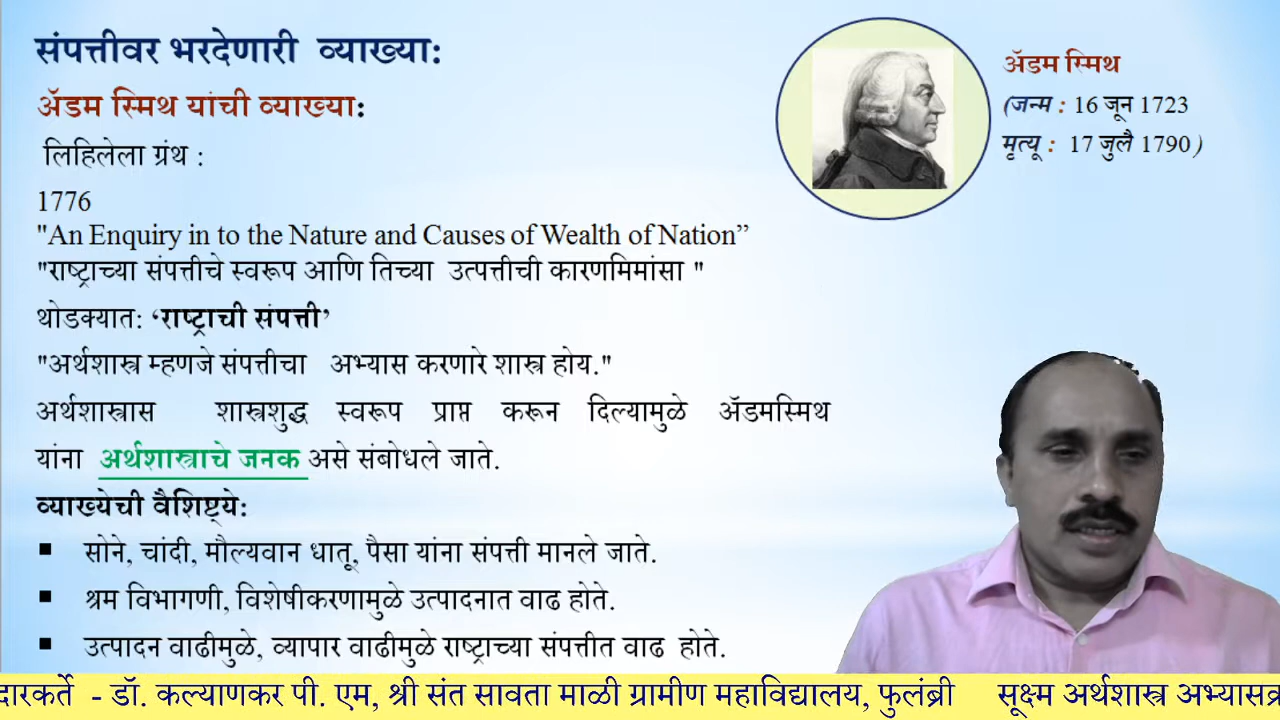 संपत्तीवर भरदेणारी व्याख्या:
ॲडम स्मिथ यांची व्याख्या:
लिहिलेला ग्रंथ :
1776
"An Enquiry in to the Nature and Causes of Wealth of Nation”
"राष्ट्राच्या संपत्तीचे स्वरूप आणि तिच्या उत्पत्तीची कारणमिमांसा "
थोडक्यात: ‘राष्ट्राची संपत्ती’
"अर्थशास्त्र म्हणजे संपत्तीचा अभ्यास करणारे शास्त्र होय."
अर्थशास्त्रास शास्त्रशुद्ध स्वरूप प्राप्त करून दिल्यामुळे ॲडमस्मिथ
यांना अर्थशास्त्राचे जनक असे संबोधले जाते.
व्याख्येची वैशिष्ट्ये:
▪ सोने, चांदी, मौल्यवान धातू, पैसा यांना संपत्ती मानले जाते.
▪ श्रम विभागणी, विशेषीकरणामुळे उत्पादनात वाढ होते.
▪ उत्पादन वाढीमुळे, व्यापार वाढीमुळे राष्ट्राच्या संपत्तीत वाढ होते.
ॲडम स्मिथ
(जन्म : 16 जून 1723
मृत्यू : 17 जुलै 1790)
दारकर्ते - डॉ. कल्याणकर पी. एम, श्री संत सावता माळी ग्रामीण महाविद्यालय, फुलंब्री सूक्ष्म अर्थशास्त्र अभ्यासक्र